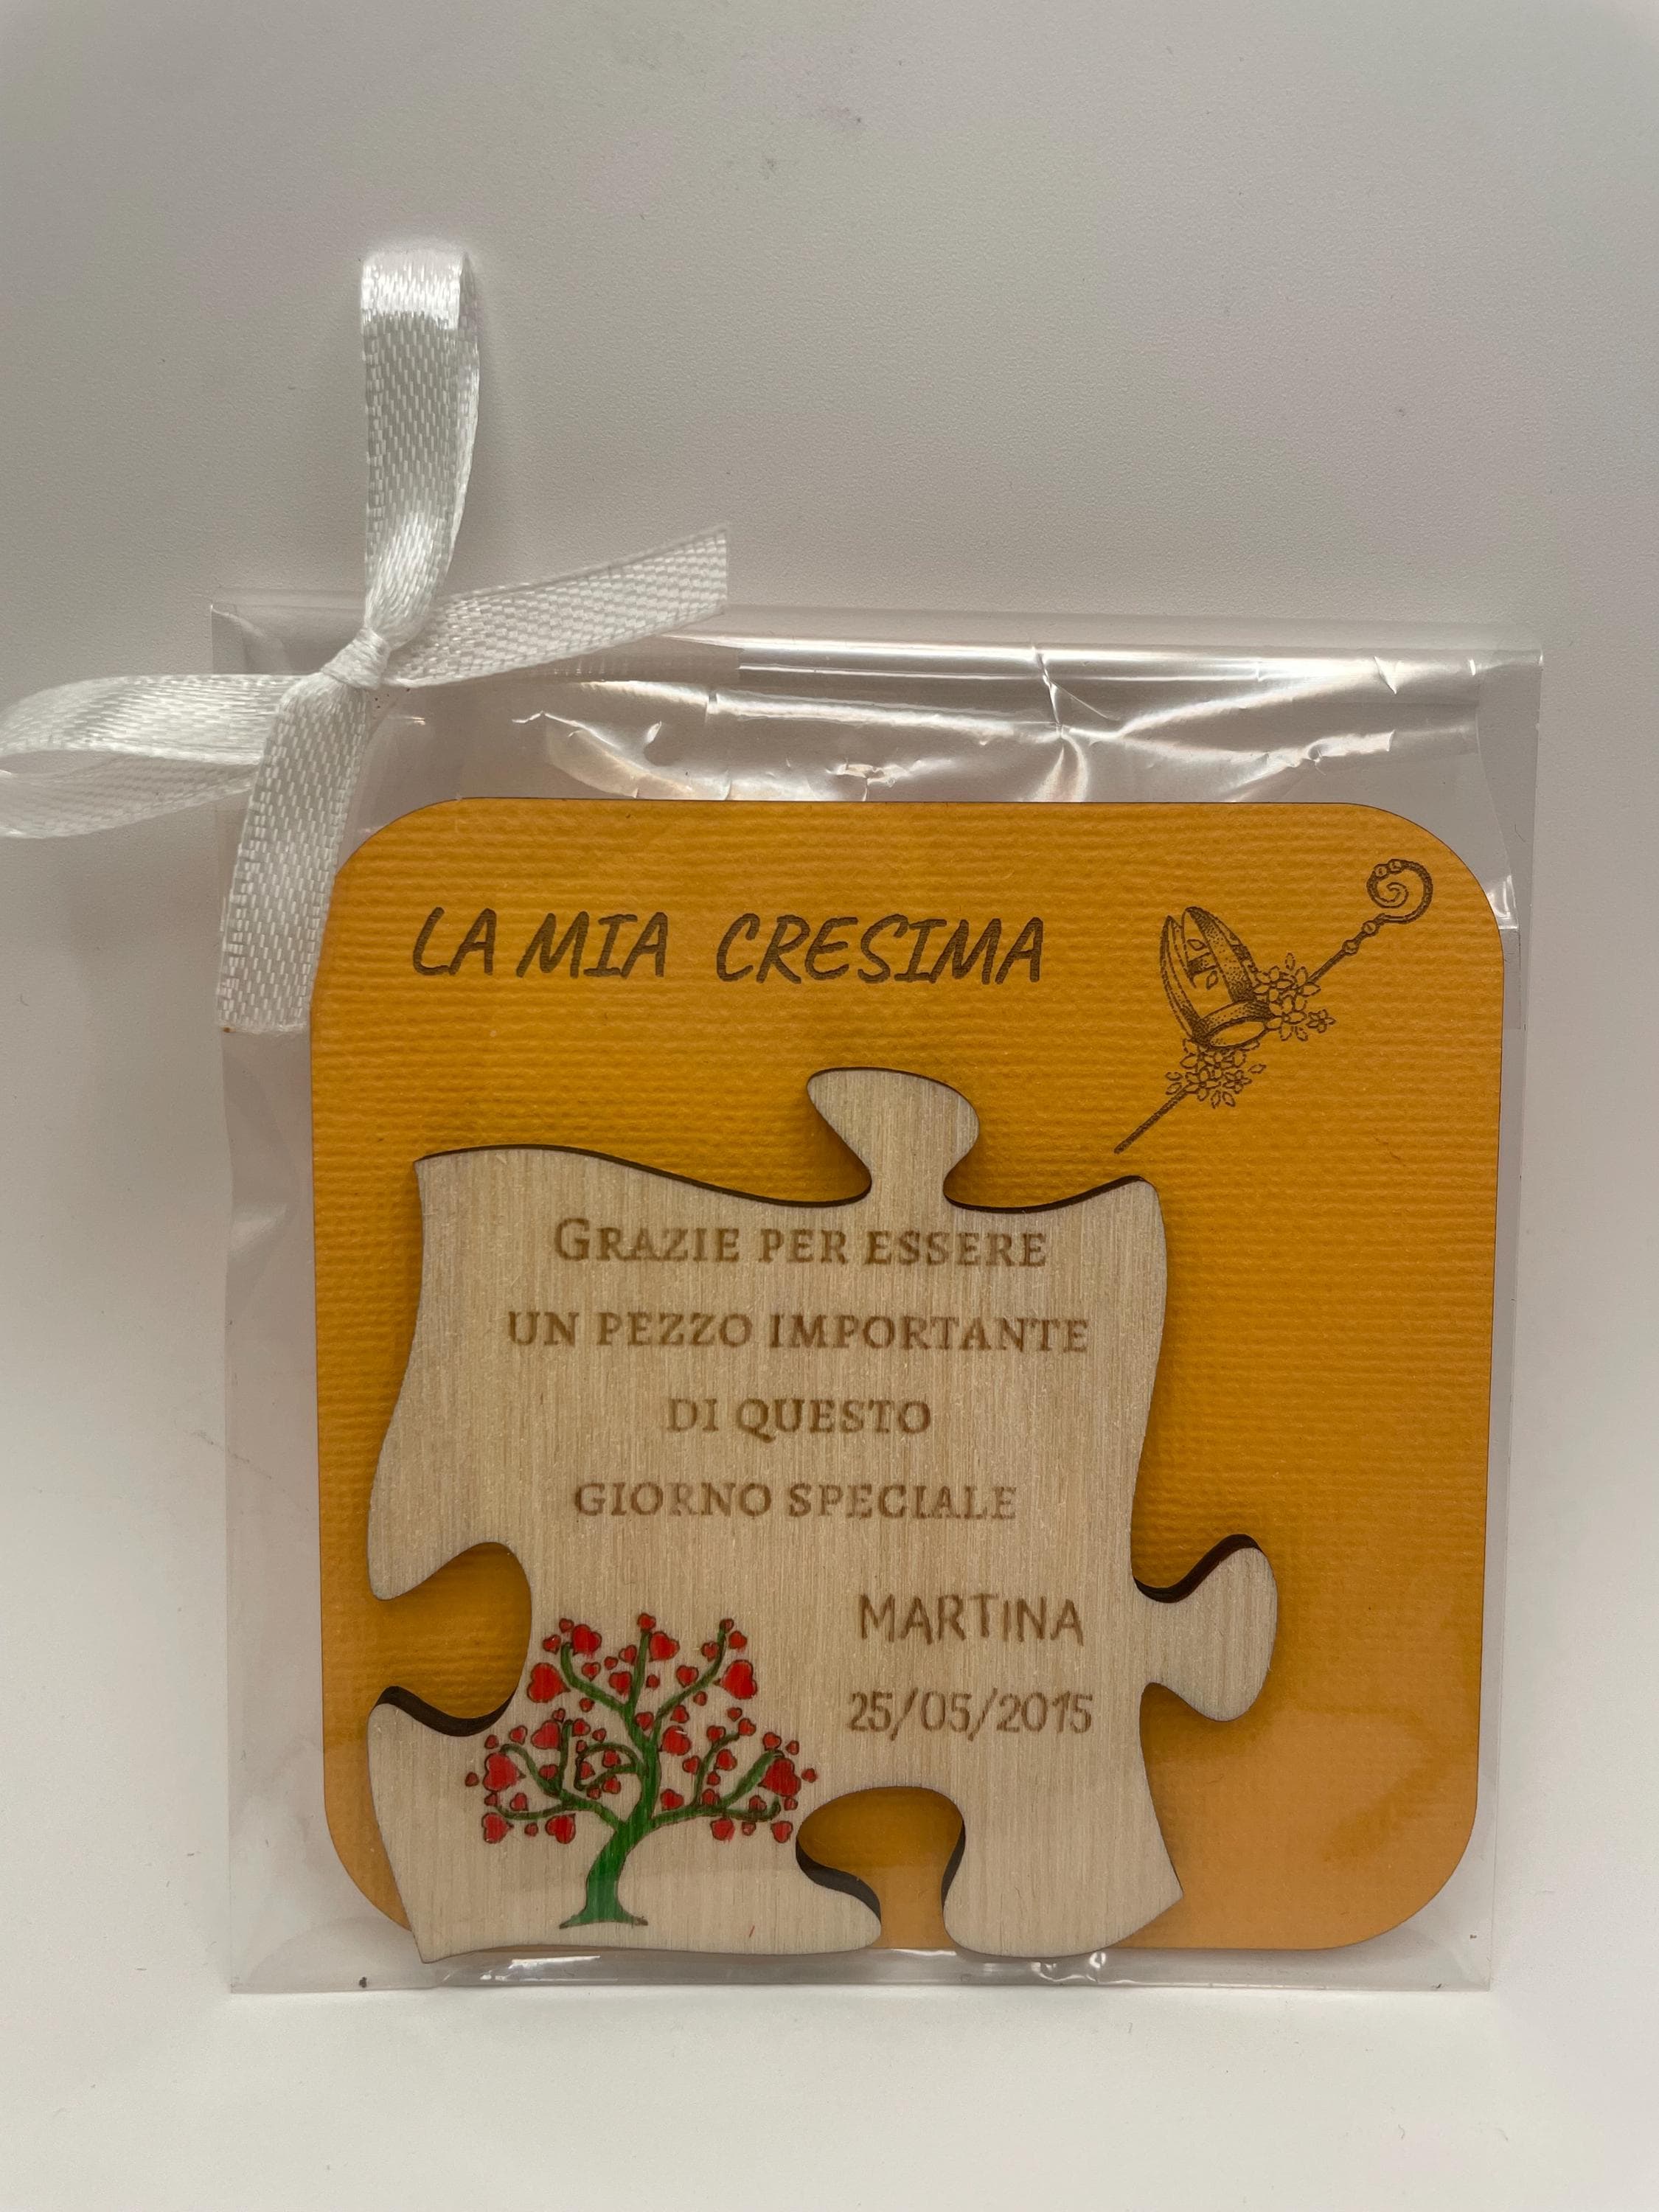 LA MIA CRESIMA
GRAZIE PER ESSERE
UN PEZZO IMPORTANTE
DI QUESTO
GIORNO SPECIALE
MARTINA
25/05/2015